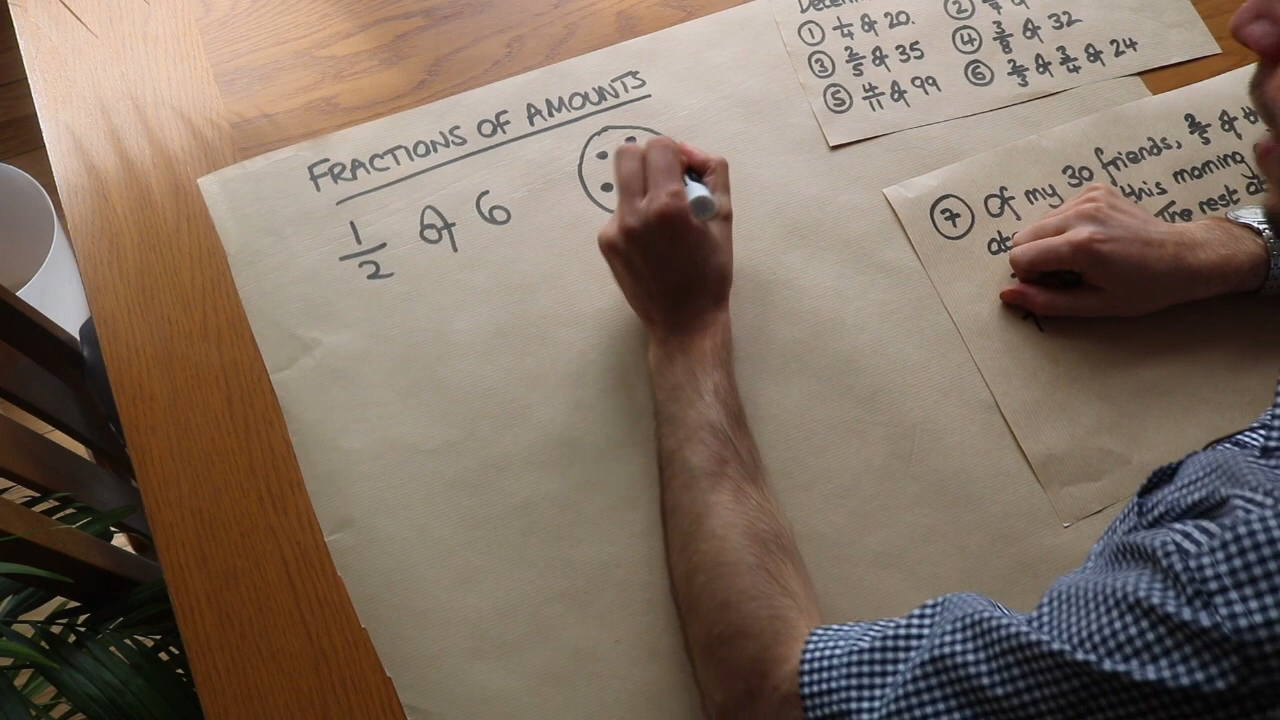 FRACTIONS OF AMOUNTS
1/2 of 6
① 1/4 of 20.
②
③ 2/5 of 35
④ 3/8 of 32
⑤ 4/11 of 99
⑥ 2/3 of 3/4 of 24
⑦ Of my 30 friends, 2/5 of
this morning
The rest